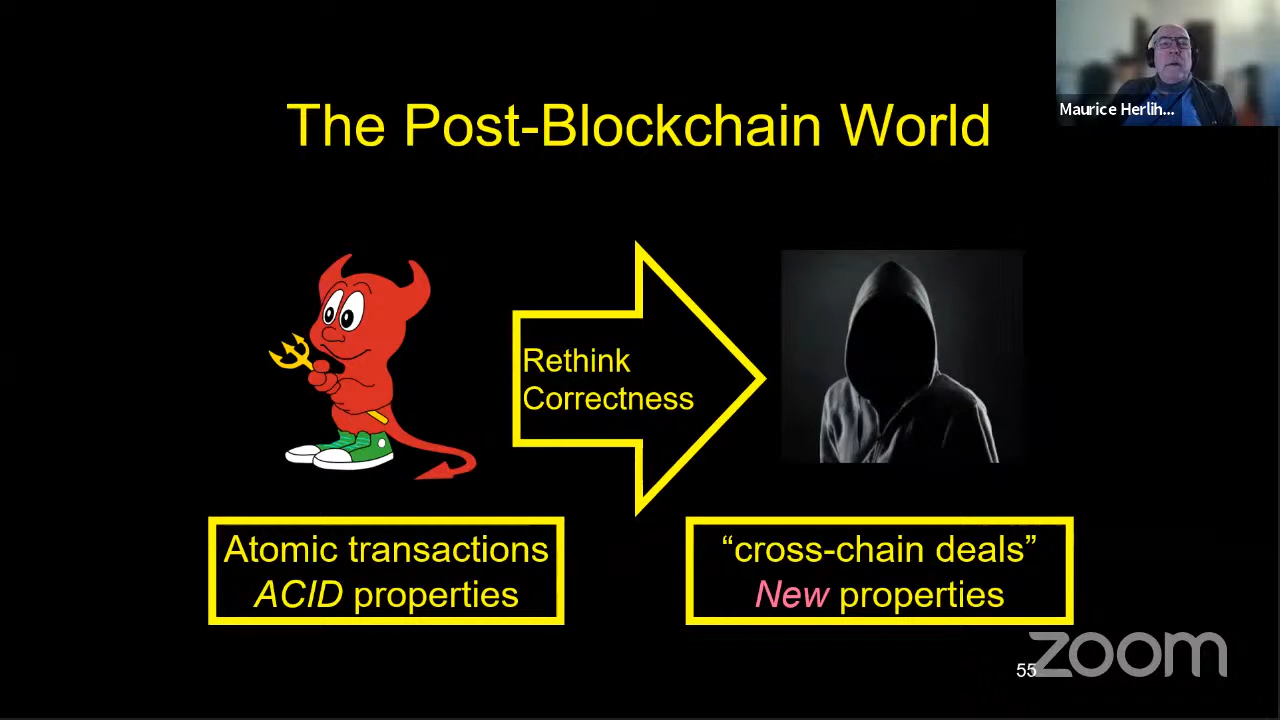 The Post-Blockchain World
Maurice Herlih...
Rethink
Correctness
Atomic transactions
ACID properties
“cross-chain deals”
New properties
55
zoom